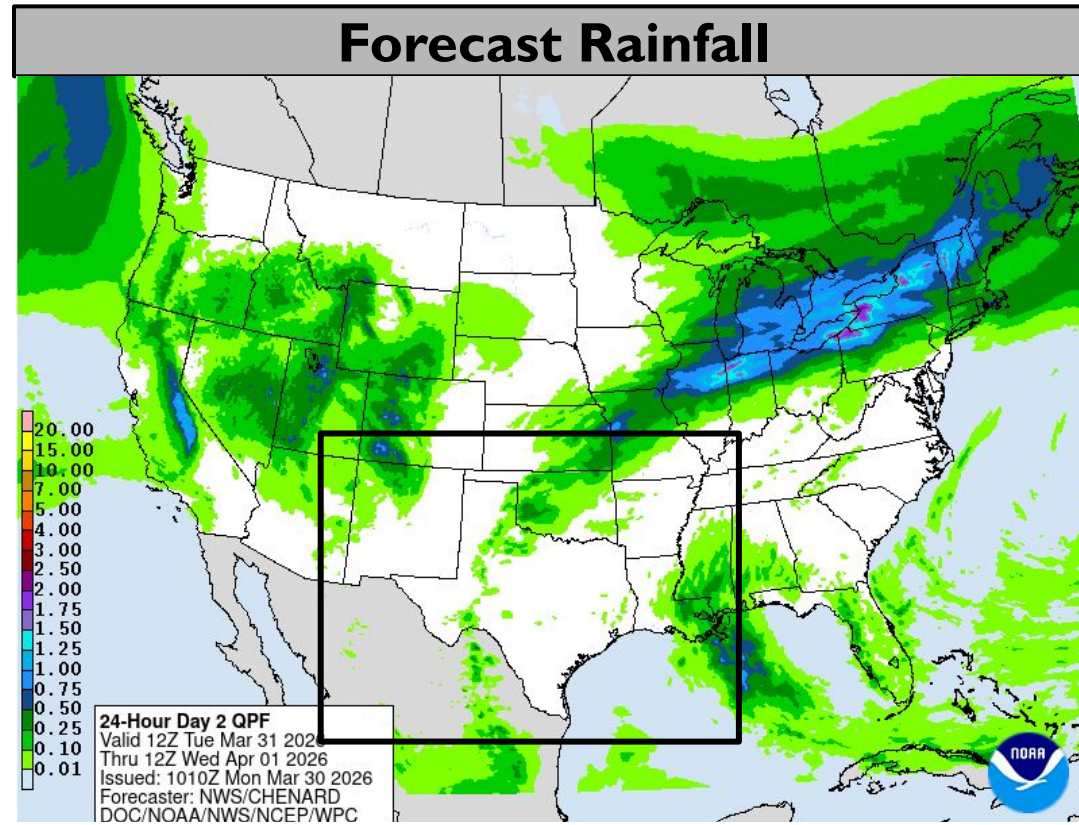 Forecast Rainfall
20.00
15.00
10.00
7.00
5.00
4.00
3.00
2.50
2.00
1.75
1.50
1.25
1.00
0.75
0.50
0.25
0.10
0.01
24-Hour Day 2 QPF
Valid 12Z Tue Mar 31 2026
Thru 12Z Wed Apr 01 2026
Issued: 1010Z Mon Mar 30 2026
Forecaster: NWS/CHENARD
DOC/NOAA/NWS/NCEP/WPC
NOAA